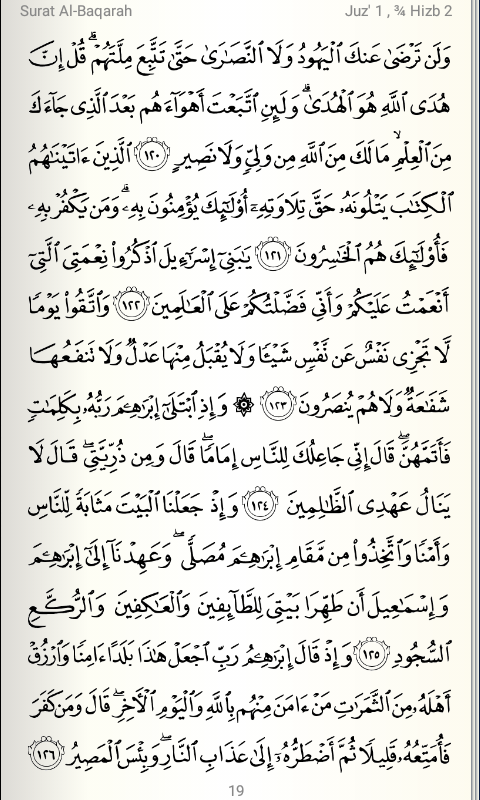 Surat Al-Baqarah
Juz' 1 , ¾ Hizb 2
وَلَن تَرْضَىٰ عَنكَ ٱلْيَهُودُ وَلَا ٱلنَّصَـٰرَىٰ حَتَّىٰ تَتَّبِعَ مِلَّتَهُمْ ۗ قُلْ إِنَّ
هُدَى ٱللَّهِ هُوَ ٱلْهُدَىٰ ۗ وَلَئِنِ ٱتَّبَعْتَ أَهْوَآءَهُم بَعْدَ ٱلَّذِى جَآءَكَ
مِنَ ٱلْعِلْمِ ۙ مَا لَكَ مِنَ ٱللَّهِ مِن وَلِىٍّ وَلَا نَصِيرٍ ١٢٠ ٱلَّذِينَ ءَاتَيْنَـٰهُمُ
ٱلْكِتَـٰبَ يَتْلُونَهُۥ حَقَّ تِلَاوَتِهِۦٓ أُو۟لَـٰٓئِكَ يُؤْمِنُونَ بِهِۦ ۗ وَمَن يَكْفُرْ بِهِۦ
فَأُو۟لَـٰٓئِكَ هُمُ ٱلْخَـٰسِرُونَ ١٢١ يَـٰبَنِىٓ إِسْرَٰٓءِيلَ ٱذْكُرُوا۟ نِعْمَتِىَ ٱلَّتِىٓ
أَنْعَمْتُ عَلَيْكُمْ وَأَنِّى فَضَّلْتُكُمْ عَلَى ٱلْعَـٰلَمِينَ ١٢٢ وَٱتَّقُوا۟ يَوْمًا
لَّا تَجْزِى نَفْسٌ عَن نَّفْسٍ شَيْـًٔا وَلَا يُقْبَلُ مِنْهَا عَدْلٌ وَلَا تَنفَعُهَا
شَفَـٰعَةٌ وَلَا هُمْ يُنصَرُونَ ١٢٣ ۞ وَإِذِ ٱبْتَلَىٰٓ إِبْرَٰهِـۧمَ رَبُّهُۥ بِكَلِمَـٰتٍ
فَأَتَمَّهُنَّ ۖ قَالَ إِنِّى جَاعِلُكَ لِلنَّاسِ إِمَامًا ۖ قَالَ وَمِن ذُرِّيَّتِى ۖ قَالَ لَا
يَنَالُ عَهْدِى ٱلظَّـٰلِمِينَ ١٢٤ وَإِذْ جَعَلْنَا ٱلْبَيْتَ مَثَابَةً لِّلنَّاسِ
وَأَمْنًا وَٱتَّخِذُوا۟ مِن مَّقَامِ إِبْرَٰهِـۧمَ مُصَلًّى ۖ وَعَهِدْنَآ إِلَىٰٓ إِبْرَٰهِـۧمَ
وَإِسْمَـٰعِيلَ أَن طَهِّرَا بَيْتِىَ لِلطَّآئِفِينَ وَٱلْعَـٰكِفِينَ وَٱلرُّكَّعِ
ٱلسُّجُودِ ١٢٥ وَإِذْ قَالَ إِبْرَٰهِـۧمُ رَبِّ ٱجْعَلْ هَـٰذَا بَلَدًا ءَامِنًا وَٱرْزُقْ
أَهْلَهُۥ مِنَ ٱلثَّمَرَٰتِ مَنْ ءَامَنَ مِنْهُم بِٱللَّهِ وَٱلْيَوْمِ ٱلْـَٔاخِرِ ۖ قَالَ وَمَن كَفَرَ
فَأُمَتِّعُهُۥ قَلِيلًا ثُمَّ أَضْطَرُّهُۥٓ إِلَىٰ عَذَابِ ٱلنَّارِ ۖ وَبِئْسَ ٱلْمَصِيرُ ١٢٦
19